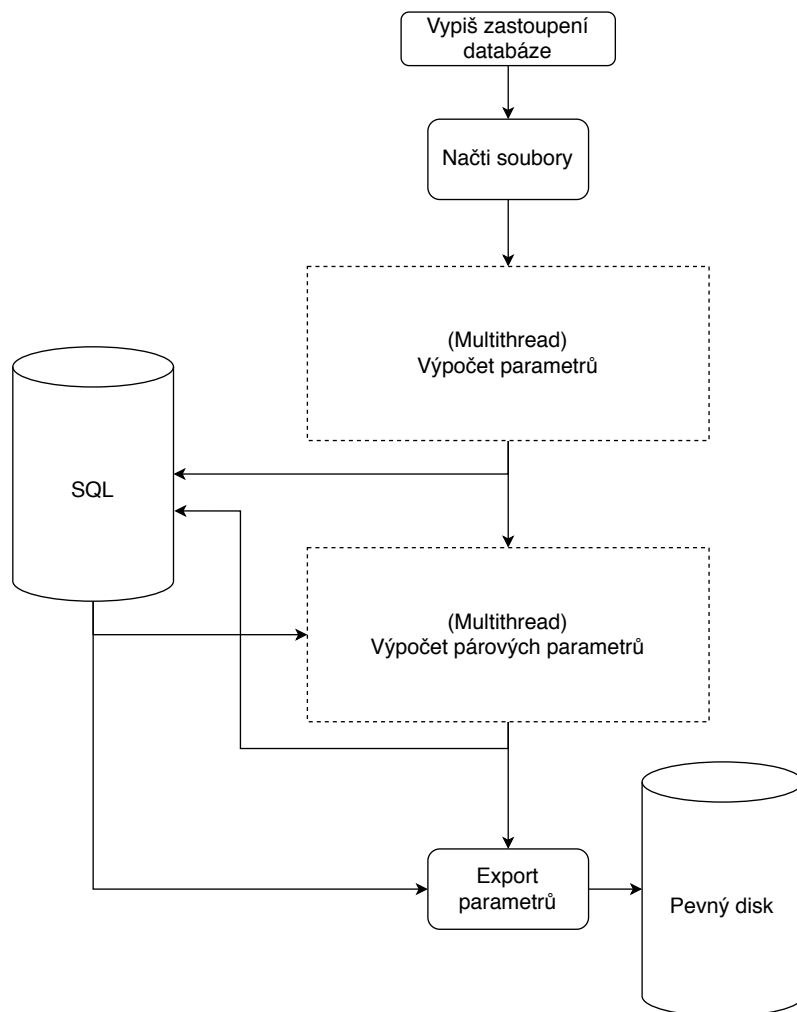 Vypiš zastoupení
databáze
Načti soubory
(Multithread)
Výpočet parametrů
SQL
(Multithread)
Výpočet párových parametrů
Export
parametrů
Pevný disk